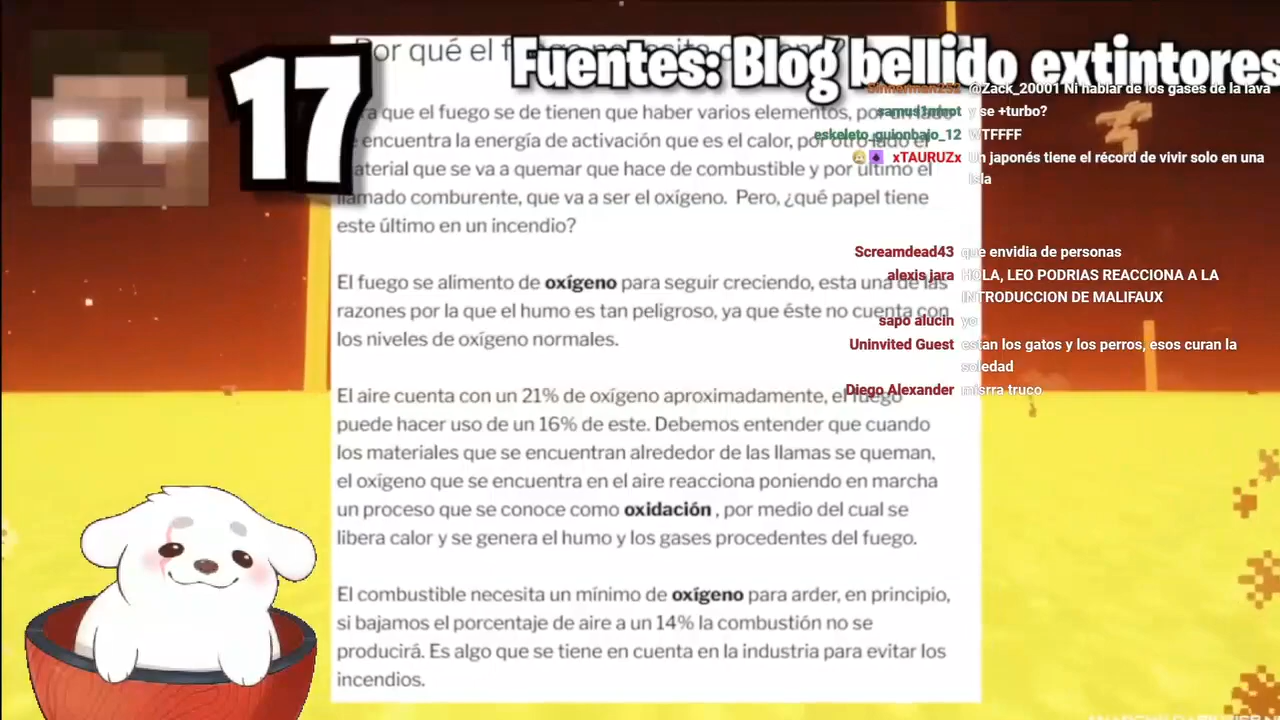 17
Fuentes: Blog bellido extintores
Por qué el fuego necesita
que el fuego se de tienen que haber varios elementos, por
encuentra la energía de activación que es el calor, por otro lado el
material que se va a quemar que hace de combustible y por último el
llamado comburente, que va a ser el oxígeno. Pero, ¿qué papel tiene
este último en un incendio?
El fuego se alimento de oxígeno para seguir creciendo, esta una de las
razones por la que el humo es tan peligroso, ya que éste no cuenta con
los niveles de oxígeno normales.
El aire cuenta con un 21% de oxígeno aproximadamente, el fuego
puede hacer uso de un 16% de este. Debemos entender que cuando
los materiales que se encuentran alrededor de las llamas se queman,
el oxígeno que se encuentra en el aire reacciona poniendo en marcha
un proceso que se conoce como oxidación , por medio del cual se
libera calor y se genera el humo y los gases procedentes del fuego.
El combustible necesita un mínimo de oxígeno para arder, en principio,
si bajamos el porcentaje de aire a un 14% la combustión no se
producirá. Es algo que se tiene en cuenta en la industria para evitar los
incendios.
@Zack_20001 Ni hablar de los gases de la lava
y se +turbo?
eskeleto_guionbajo_12 WTFFFF
xTAURUZx Un japonés tiene el récord de vivir solo en una
isla
Screamdead43 que envidia de personas
alexis jara HOLA, LEO PODRIAS REACCIONA A LA
INTRODUCCION DE MALIFAUX
sapo alucin yo
Uninvited Guest estan los gatos y los perros, esos curan la
soledad
Diego Alexander misrra truco